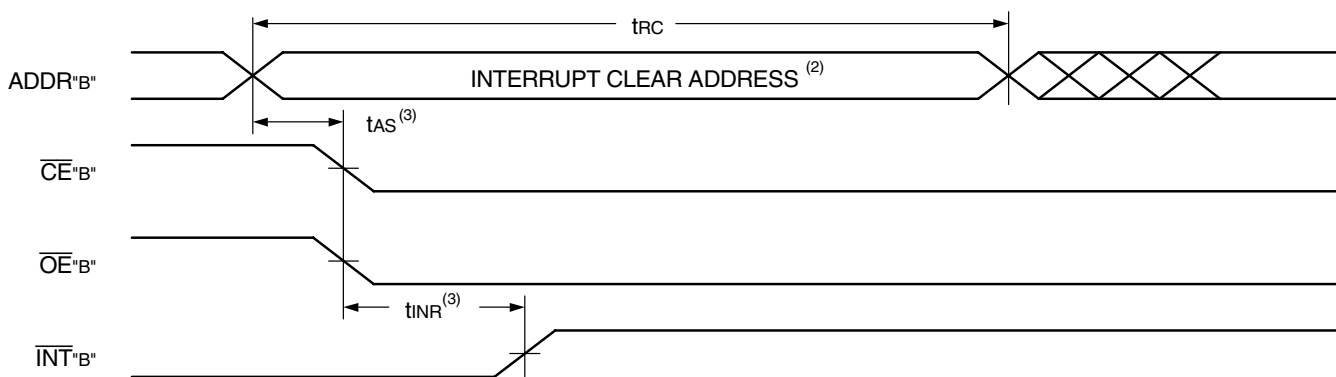 tRC
ADDR"B"
INTERRUPT CLEAR ADDRESS (2)
tAS(3)
CE"B"
OE"B"
tINR(3)
INT"B"